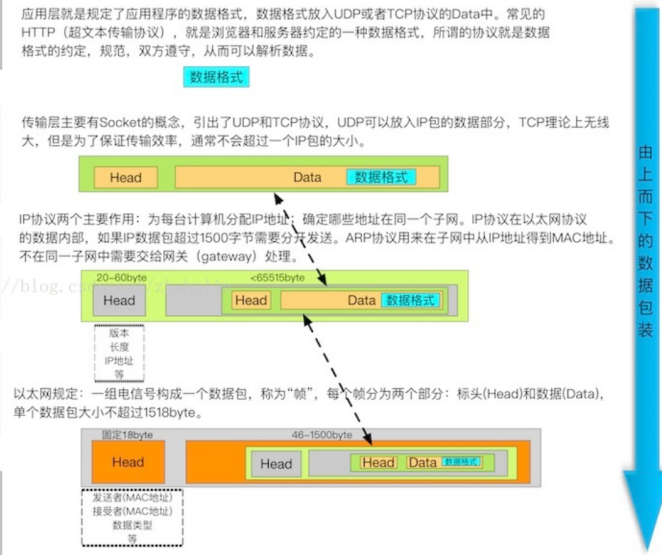 应用层就是规定了应用程序的数据格式，数据格式放入UDP或者TCP协议的Data中。常见的
HTTP（超文本传输协议），就是浏览器和服务器约定的一种数据格式，所谓的协议就是数据
格式的约定，规范，双方遵守，从而可以解析数据。
数据格式
传输层主要有Socket的概念，引出了UDP和TCP协议，UDP可以放入IP包的数据部分，TCP理论上无线
大，但是为了保证传输效率，通常不会超过一个IP包的大小。
Head Data 数据格式
IP协议两个主要作用：为每台计算机分配IP地址；确定哪些地址在同一个子网。IP协议在以太网协议
的数据内部，如果IP数据包超过1500字节需要分开发送。ARP协议用来在子网中从IP地址得到MAC地址。
不在同一子网中需要交给网关（gateway）处理。
20-60byte <65515byte
//blog.cs
Head Head Data 数据格式
版本
长度
IP地址
等
以太网规定：一组电信号构成一个数据包，称为“帧”，每个帧分为两个部分：标头(Head)和数据(Data)，
单个数据包大小不超过1518byte。
固定18byte 46-1500byte
Head Head Head Data 数据格式
发送者(MAC地址)
接受者(MAC地址)
数据类型
等
由上而下的数据包装